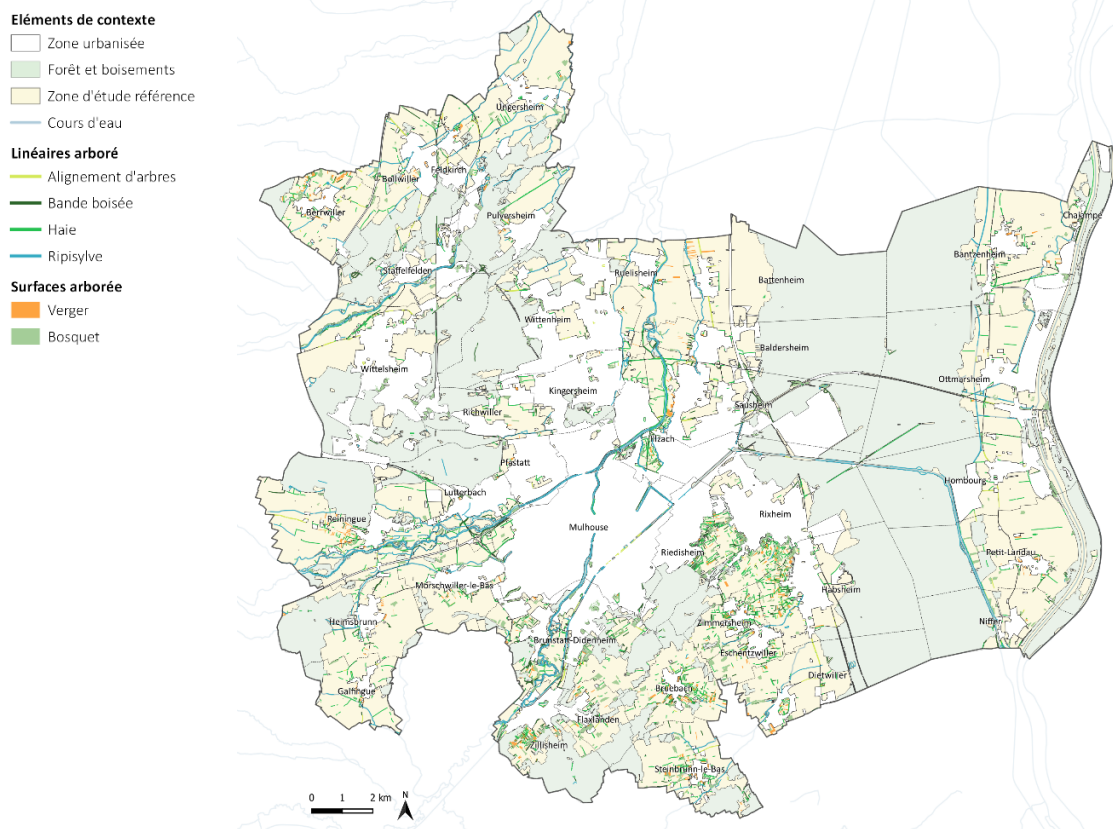 Eléments de contexte
Zone urbanisée
Forêt et boisements
Zone d'étude référence
Cours d'eau
Linéaires arboré
Alignement d'arbres
Bande boisée
Haie
Ripisylve
Surfaces arborée
Verger
Bosquet
Ungersheim
Feldkirch
Bollwiller
Berrwiller
Pulversheim
Chalampe
Bantzenheim
Staffelfelden
Ruelisheim
Battenheim
Wittenheim
Baldersheim
Wittelsheim
Ottmarsheim
Kingersheim
Richwiller
Sausheim
Illzach
Pfastatt
Hombourg
Lutterbach
Reiningue
Rixheim
Mulhouse
Riedisheim
Petit-Landau
Morschwiller-le-Bas
Habsheim
Heimsbrunn
Zimmersheim
Niffer
Brunstatt-Didenheim
Eschentzwiller
Dietwiller
Galfingue
Bruebach
Flaxlanden
Zillisheim
Steinbrunn-le-Bas
0 1 2 km
N